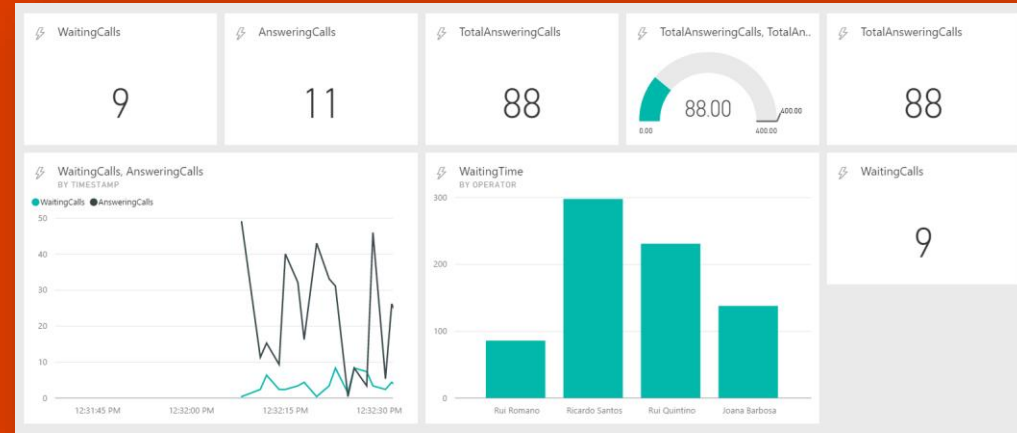 WaitingCalls
9
AnsweringCalls
11
TotalAnsweringCalls
88
TotalAnsweringCalls, TotalAn..
88.00
400.00
0.00
400.00
TotalAnsweringCalls
88
WaitingCalls, AnsweringCalls
BY TIMESTAMP
WaitingCalls AnsweringCalls
50
40
30
20
10
0
12:31:45 PM 12:32:00 PM 12:32:15 PM 12:32:30 PM
WaitingTime
BY OPERATOR
300
200
100
0
Rui Romano Ricardo Santos Rui Quintino Joana Barbosa
WaitingCalls
9